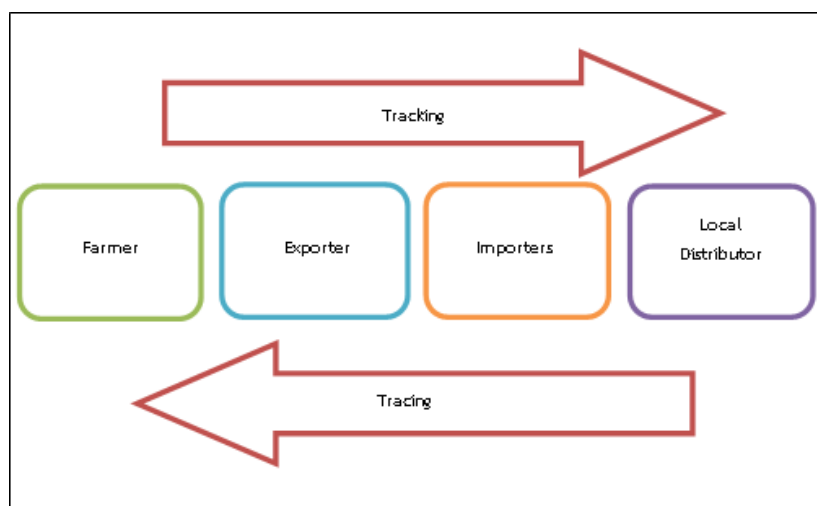 Tracking
Farmer
Exporter
Importers
Local
Distributor
Tracing